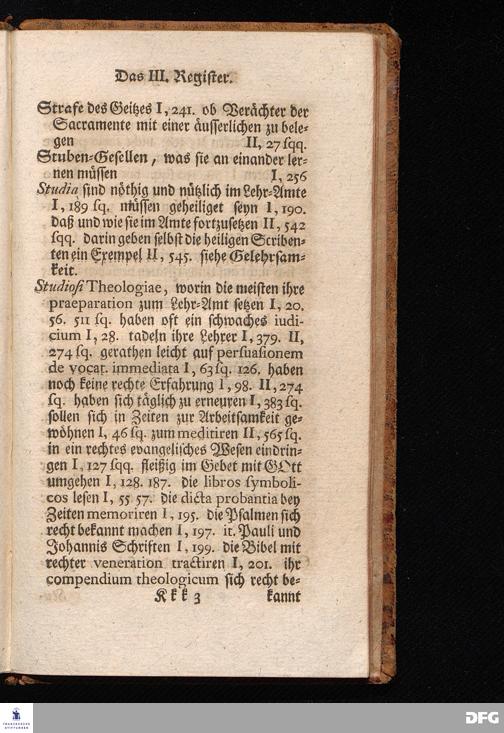 Das III. Register.
Strafe des Geitzes I, 241. ob Verächter der
Sacramente mit einer äusserlichen zu bele-
gen II, 27 sqq.
Stuben-Gesellen, was sie an einander ler-
nen müssen I, 256
Studia sind nöthig und nützlich im Lehr-Amte
I, 189 sq. müssen geheiliget seyn I, 190.
daß und wie sie im Amte fortzusetzen II, 542
sqq. darin geben selbst die heiligen Scriben-
ten ein Exempel II, 545. siehe Gelehrsam-
keit.
Studiosi Theologiae, worin die meisten ihre
praeparation zum Lehr-Amt setzen I, 20.
56. 511 sq. haben oft ein schwaches iudi-
cium I, 28. tadeln ihre Lehrer I, 379. II,
274 sq. gerathen leicht auf persuasionem
de vocat. immediata I, 63 sq. 126. haben
noch keine rechte Erfahrung I, 98. II, 274
sq. haben sich täglich zu erneuren I, 383 sq.
sollen sich in Zeiten zur Arbeitsamkeit ge-
wöhnen I, 46 sq. zum meditiren II, 565 sq.
in ein rechtes evangelisches Wesen eindrin-
gen I, 127 sqq. fleißig im Gebet mit GOtt
umgehen I, 128. 187. die libros symboli-
cos lesen I, 55 57. die dicta probantia bey
Zeiten memoriren I, 195. die Psalmen sich
recht bekannt machen I, 197. it. Pauli und
Johannis Schriften I, 199. die Bibel mit
rechter veneration tractiren I, 201. ihr
compendium theologicum sich recht be-
Kkk 3 kannt
FRANCKESCHE
STIFTUNGEN
DFG